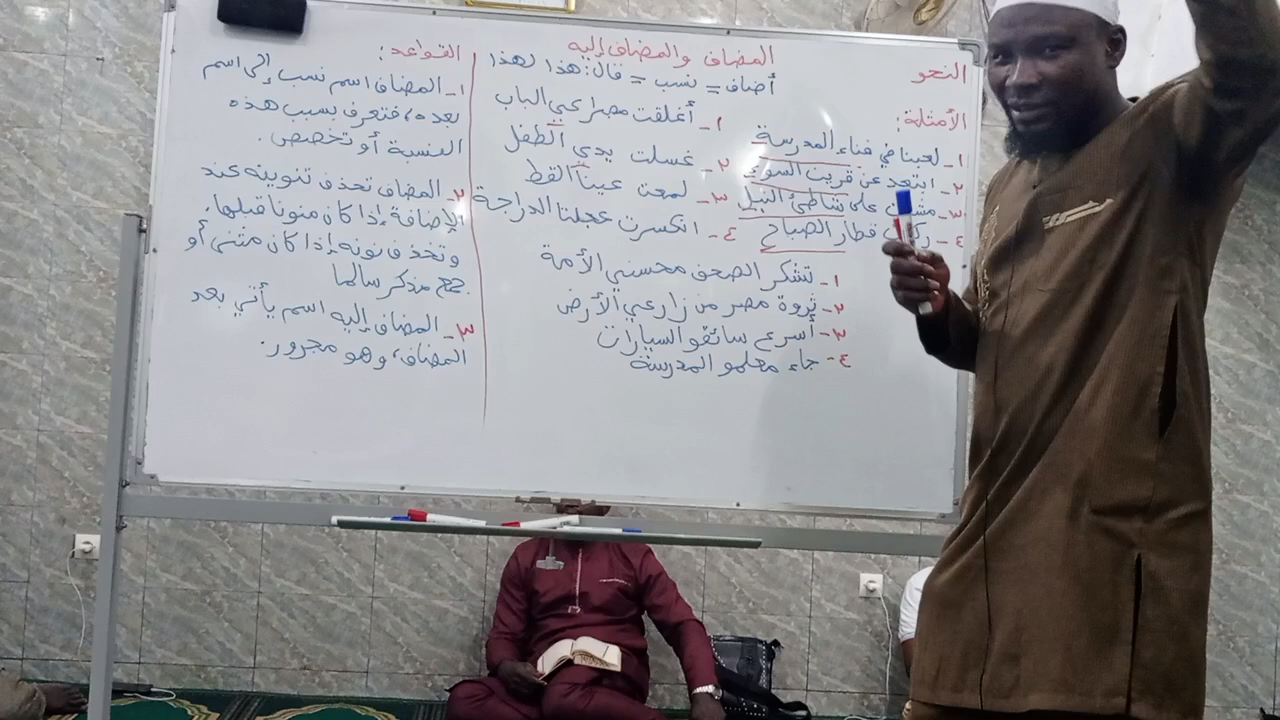 النحو
المضاف والمضاف إليه
أضاف = نسب = قال: هذا لهذا
الأمثلة:
١- لعبنا في فناء المدرسة
٢- ابتعد عن قرين السوء
٣- مشيت على شاطئ النيل
٤- ركبت قطار الصباح
١- أغلقت مصراعي الباب
٢- غسلت يدي الطفل
٣- لمعت عينا القط
٤- انكسرت عجلتا الدراجة
١- تشكر الصحف محسني الأمة
٢- ثروة مصر من زارعي الأرض
٣- أسرع سائقو السيارات
٤- جاء معلمو المدرسة
القواعد:
١- المضاف اسم نسب إلى اسم
بعده، فتعرف بسبب هذه
النسبة أو تخصص.
٢- المضاف تحذف تنوينه عند
الإضافة إذا كان منونا قبلها،
وتحذف نونه إذا كان مثنى أو
جمع مذكر سالما.
٣- المضاف إليه اسم يأتي بعد
المضاف، وهو مجرور.